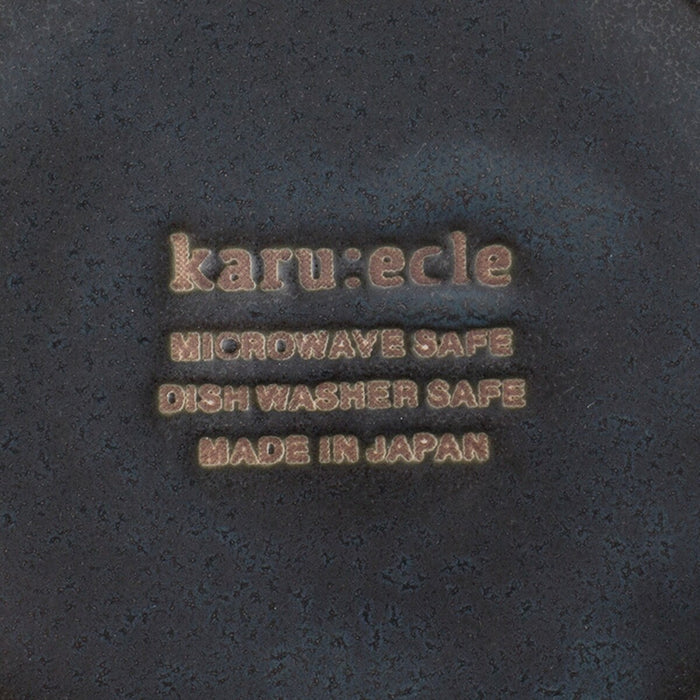 karu:ecle
MICROWAVE SAFE
DISH WASHER SAFE
MADE IN JAPAN